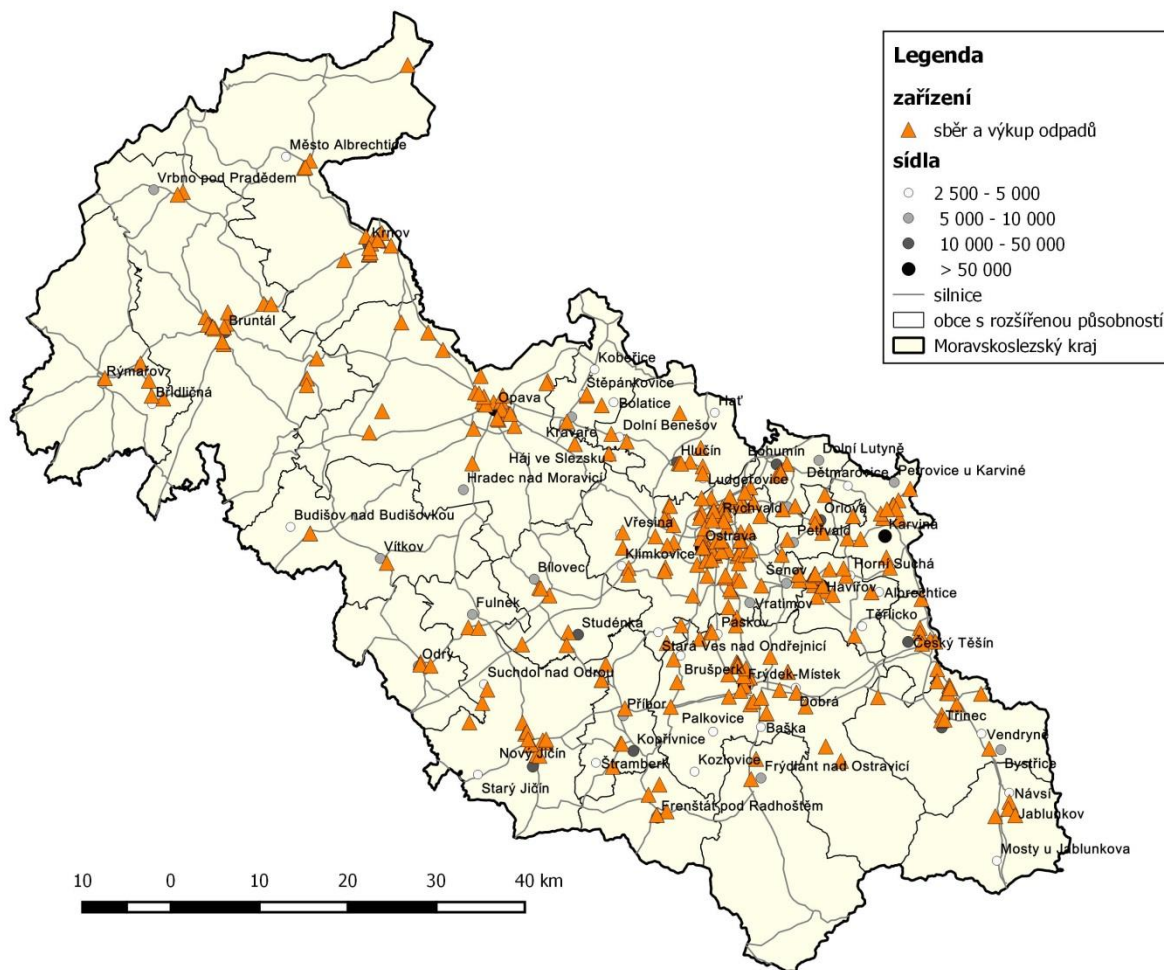 Legenda
zařízení
sběr a výkup odpadů
sídla
2 500 - 5 000
5 000 - 10 000
10 000 - 50 000
> 50 000
silnice
obce s rozšířenou působností
Moravskoslezský kraj
Město Albrechtice
Vrbno pod Pradědem
Krnov
Bruntál
Rýmařov
Břidličná
Kobeřice
Štěpánkovice
Bolatice
Hať
Opava
Kravaře
Dolní Benešov
Háj ve Slezsku
Hlučín
Bohumín
Dolní Lutyně
Dětmarovice
Petrovice u Karviné
Hradec nad Moravicí
Ludgeřovice
Rychvald
Orlová
Budišov nad Budišovkou
Vřesina
Petřvald
Karviná
Ostrava
Vítkov
Klimkovice
Bílovec
Šenov
Horní Suchá
Havířov
Albrechtice
Fulnek
Vratimov
Studénka
Paskov
Těrlicko
Stará Ves nad Ondřejnicí
Český Těšín
Odry
Suchdol nad Odrou
Brušperk
Frýdek-Místek
Dobrá
Příbor
Palkovice
Baška
Třinec
Vendryně
Nový Jičín
Kopřivnice
Štramberk
Kozlovice
Frýdlant nad Ostravicí
Bystřice
Starý Jičín
Frenštát pod Radhoštěm
Návsí
Jablunkov
Mosty u Jablunkova
10 0 10 20 30 40 km